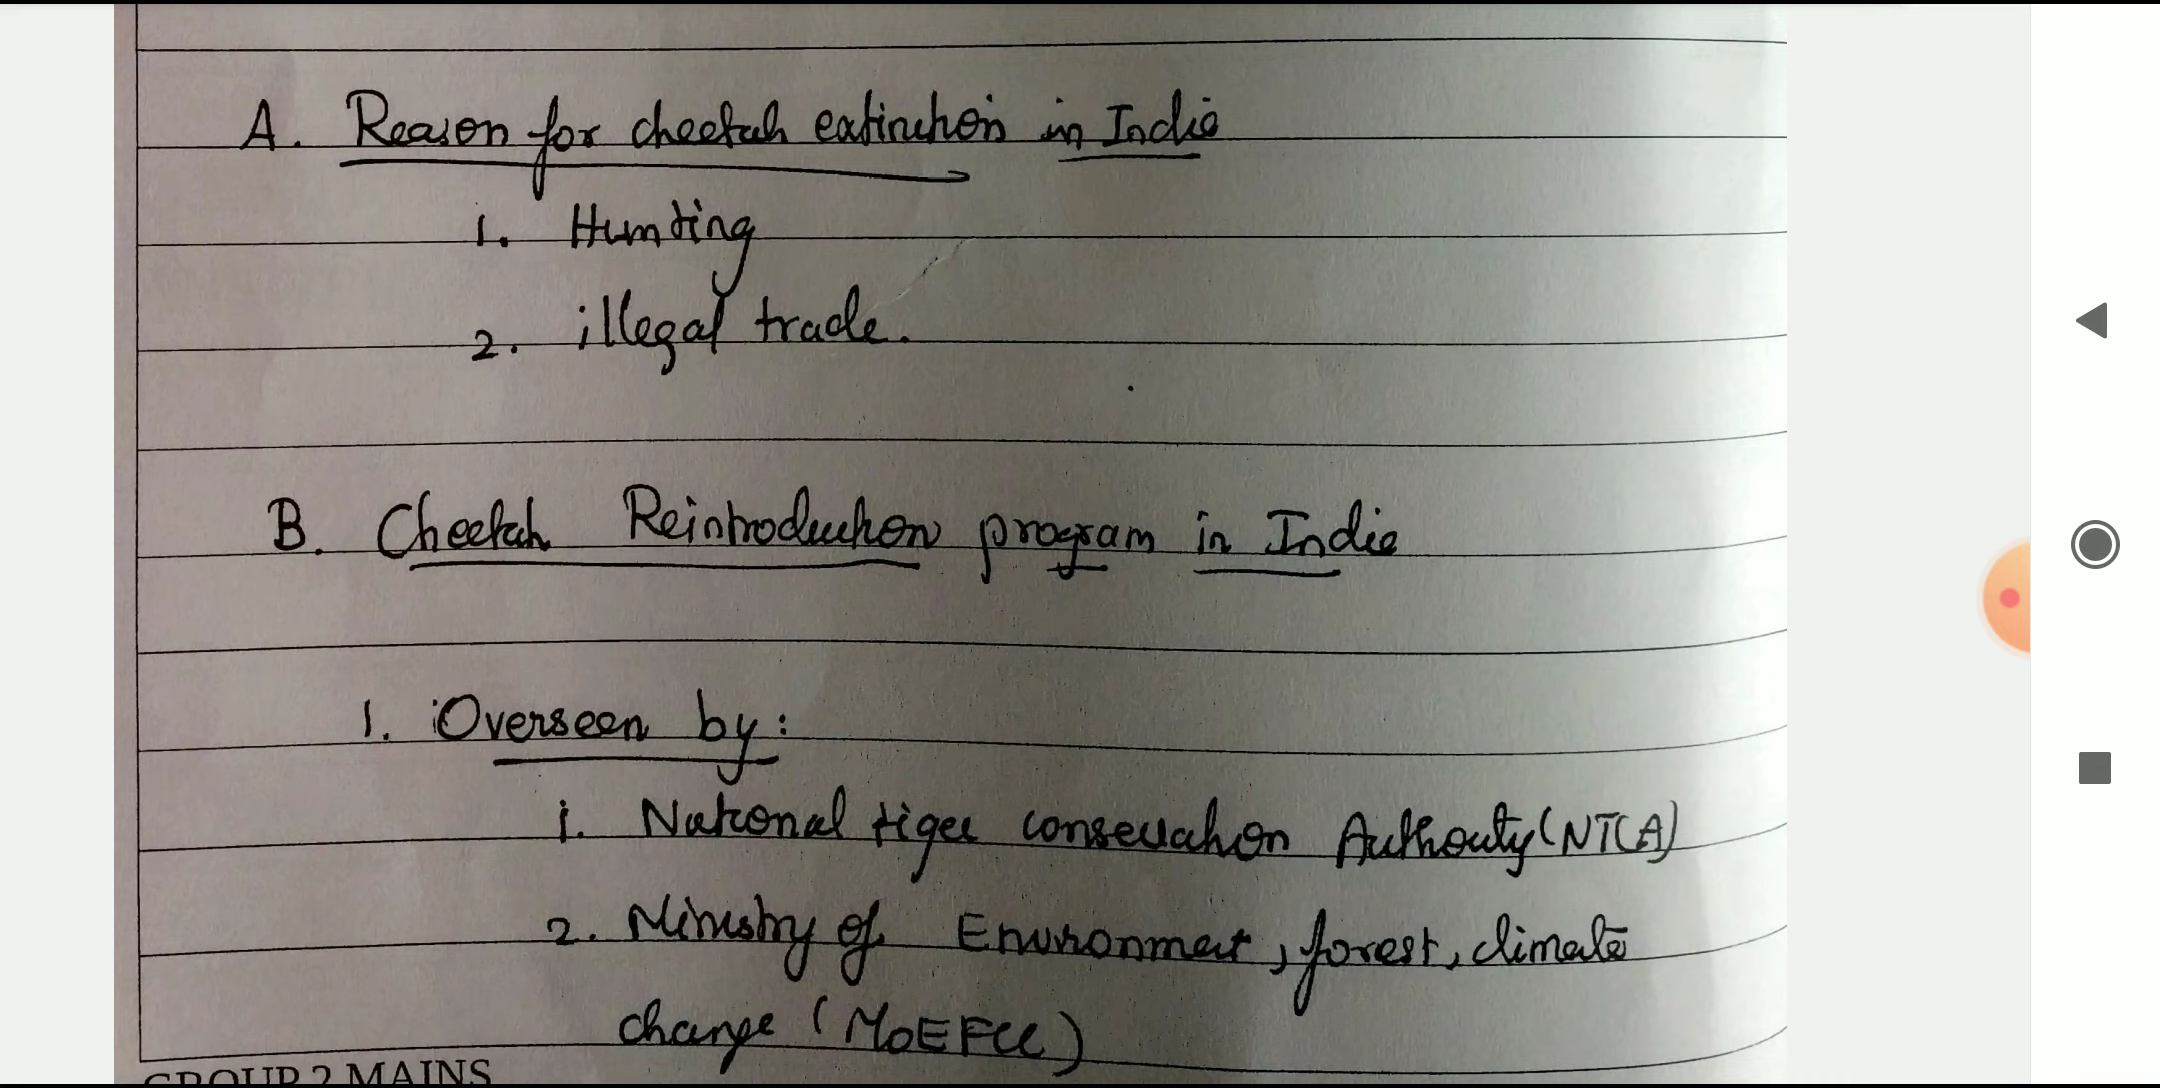 A. Reason for cheetah extinction in India
1. Hunting
2. illegal trade.
B. Cheetah Reintroduction program in India
1. Overseen by:
i. National tiger conservation Authority (NTCA)
2. Ministry of Environment, forest, climate
change (MoEFCC)
GROUP 2 MAINS